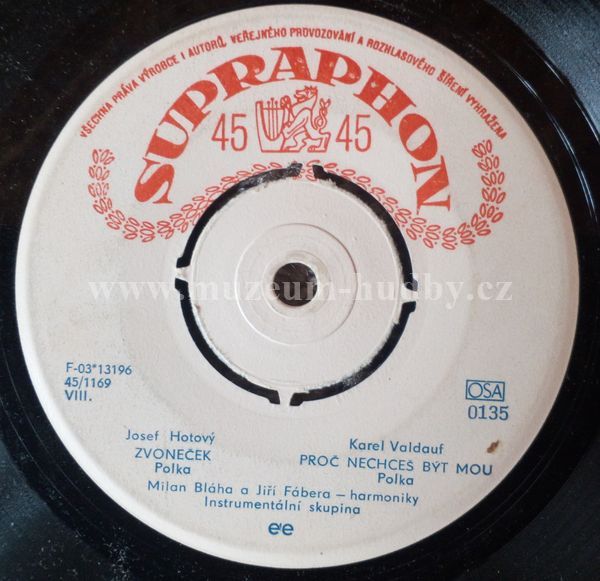 VŠECHNA PRÁVA VÝROBCE I AUTORŮ, VEŘEJNÉHO PROVOZOVÁNÍ A ROZHLASOVÉHO ŠÍŘENÍ VYHRAŽENA
SUPRAPHON
45 45
www.muzeum-hudby.cz
F-03*13196
45/1169
VIII.
OSA
0135
Josef Hotový
ZVONEČEK
Polka
Karel Valdauf
PROČ NECHCEŠ BÝT MOU
Polka
Milan Bláha a Jiří Fábera — harmoniky
Instrumentální skupina